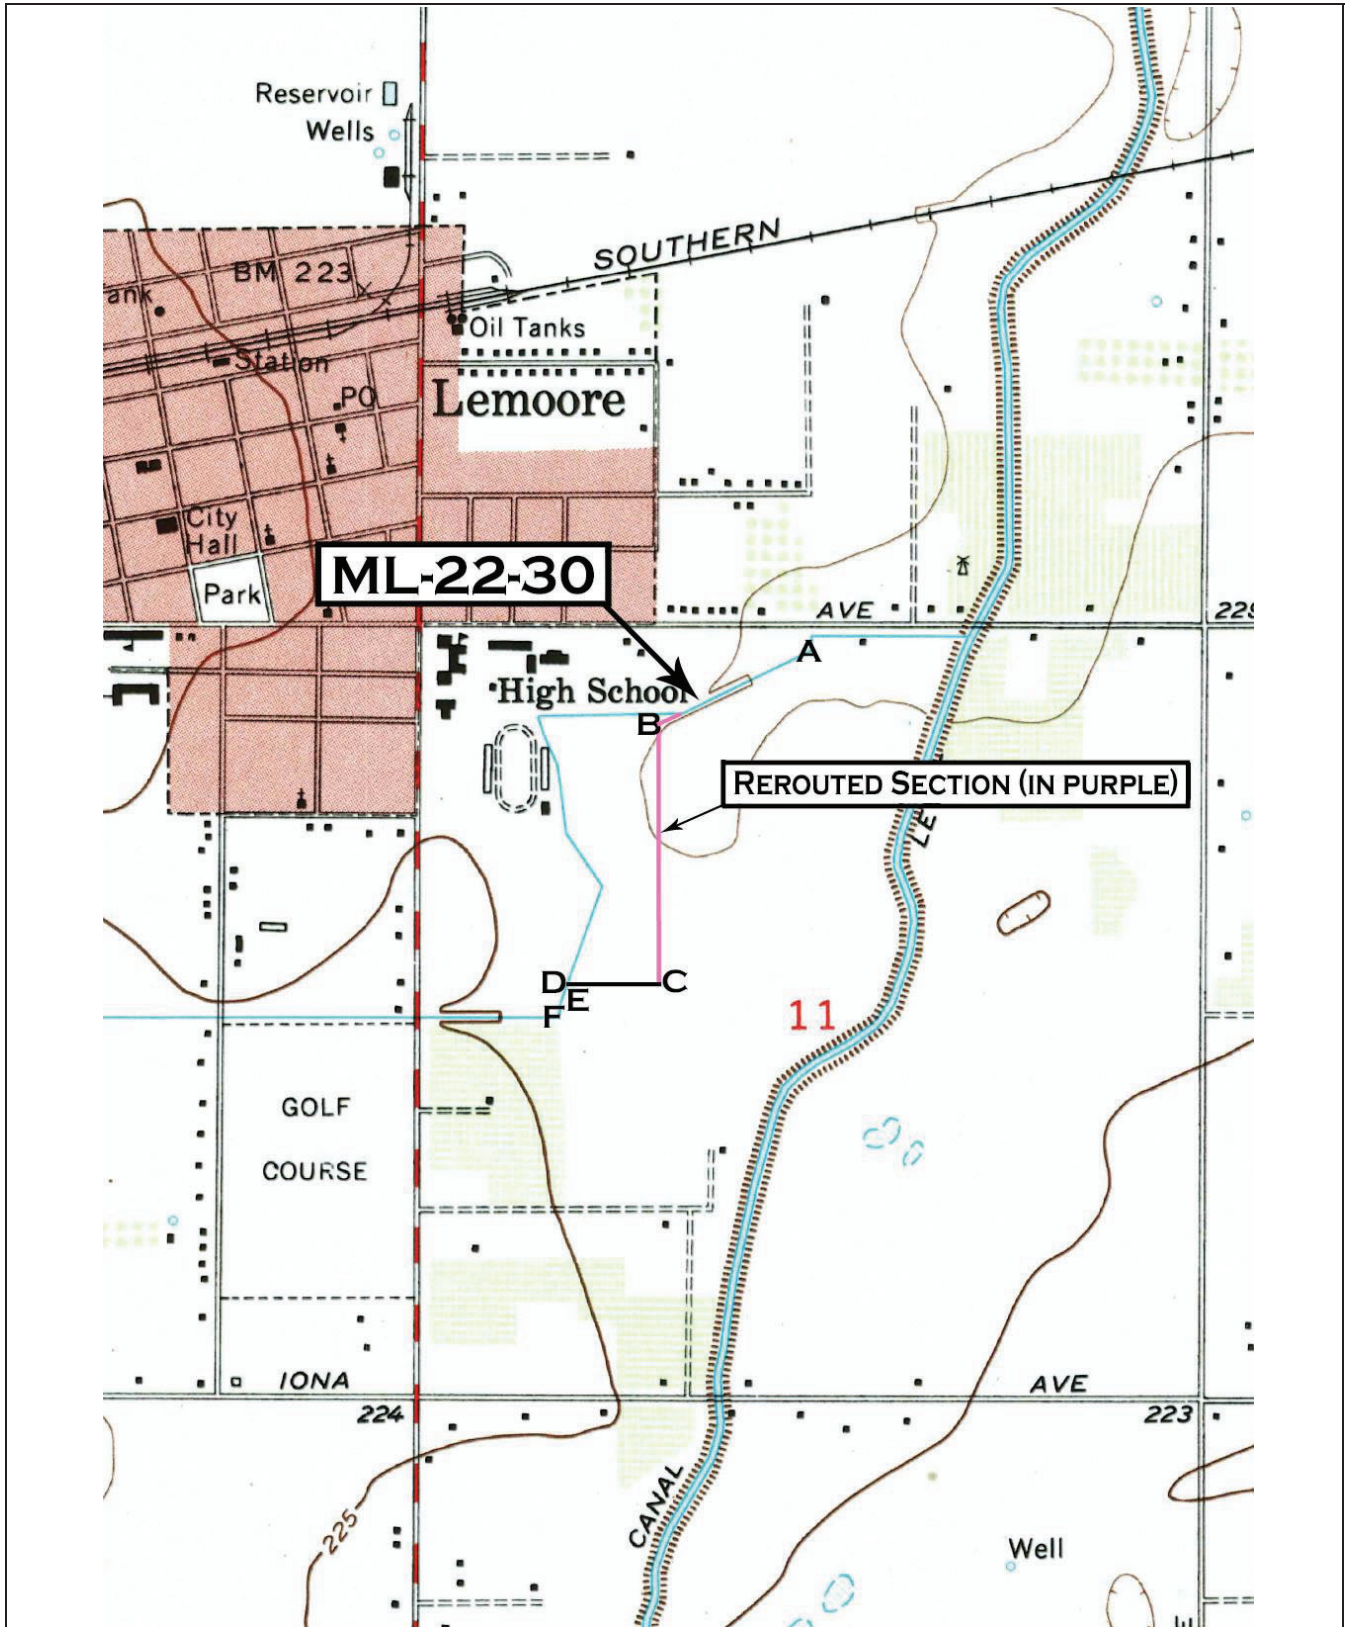 Reservoir
Wells
SOUTHERN
BM 223
ank
Oil Tanks
Station
PO
Lemoore
City
Hall
ML-22-30
Park
AVE
229
A
High School
B
REROUTED SECTION (IN PURPLE)
LE
D
E
C
F
11
GOLF
COURSE
IONA
AVE
224
223
CANAL
225
Well
E